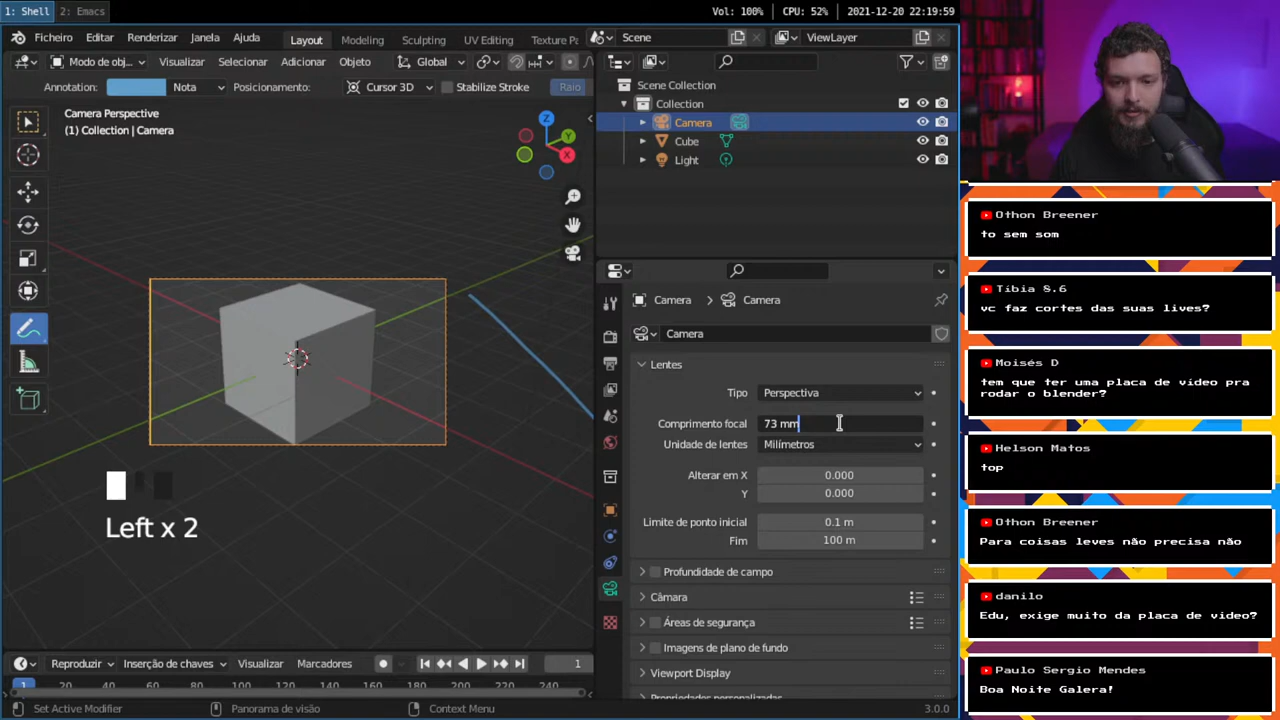 1: Shell 2: Emacs Vol: 100% CPU: 52% 2021-12-20 22:19:59
Ficheiro Editar Renderizar Janela Ajuda Layout Modeling Sculpting UV Editing Texture Pa Scene ViewLayer
Modo de obj... Visualizar Selecionar Adicionar Objeto Global
Annotation: Nota Posicionamento: Cursor 3D Stabilize Stroke Raio
Camera Perspective
(1) Collection | Camera
Z
Y
X
Left x 2
Scene Collection
Collection
Camera
Cube
Light
Camera > Camera
Camera
Lentes
Tipo Perspectiva
Comprimento focal 73 mm
Unidade de lentes Milímetros
Alterar em X 0.000
Y 0.000
Limite de ponto inicial 0.1 m
Fim 100 m
Profundidade de campo
Câmara
Áreas de segurança
Imagens de plano de fundo
Viewport Display
Propriedades personalizadas
Reproduzir Inserção de chaves Visualizar Marcadores 1
1 20 40 60 80 100 120 140 160 180 200 220 240
Set Active Modifier Panorama de visão Context Menu 3.0.0
Othon Breener
to sem som
Tibia 8.6
vc faz cortes das suas lives?
Moisés D
tem que ter uma placa de video pra
rodar o blender?
Helson Matos
top
Othon Breener
Para coisas leves não precisa não
danilo
Edu, exige muito da placa de video?
Paulo Sergio Mendes
Boa Noite Galera!